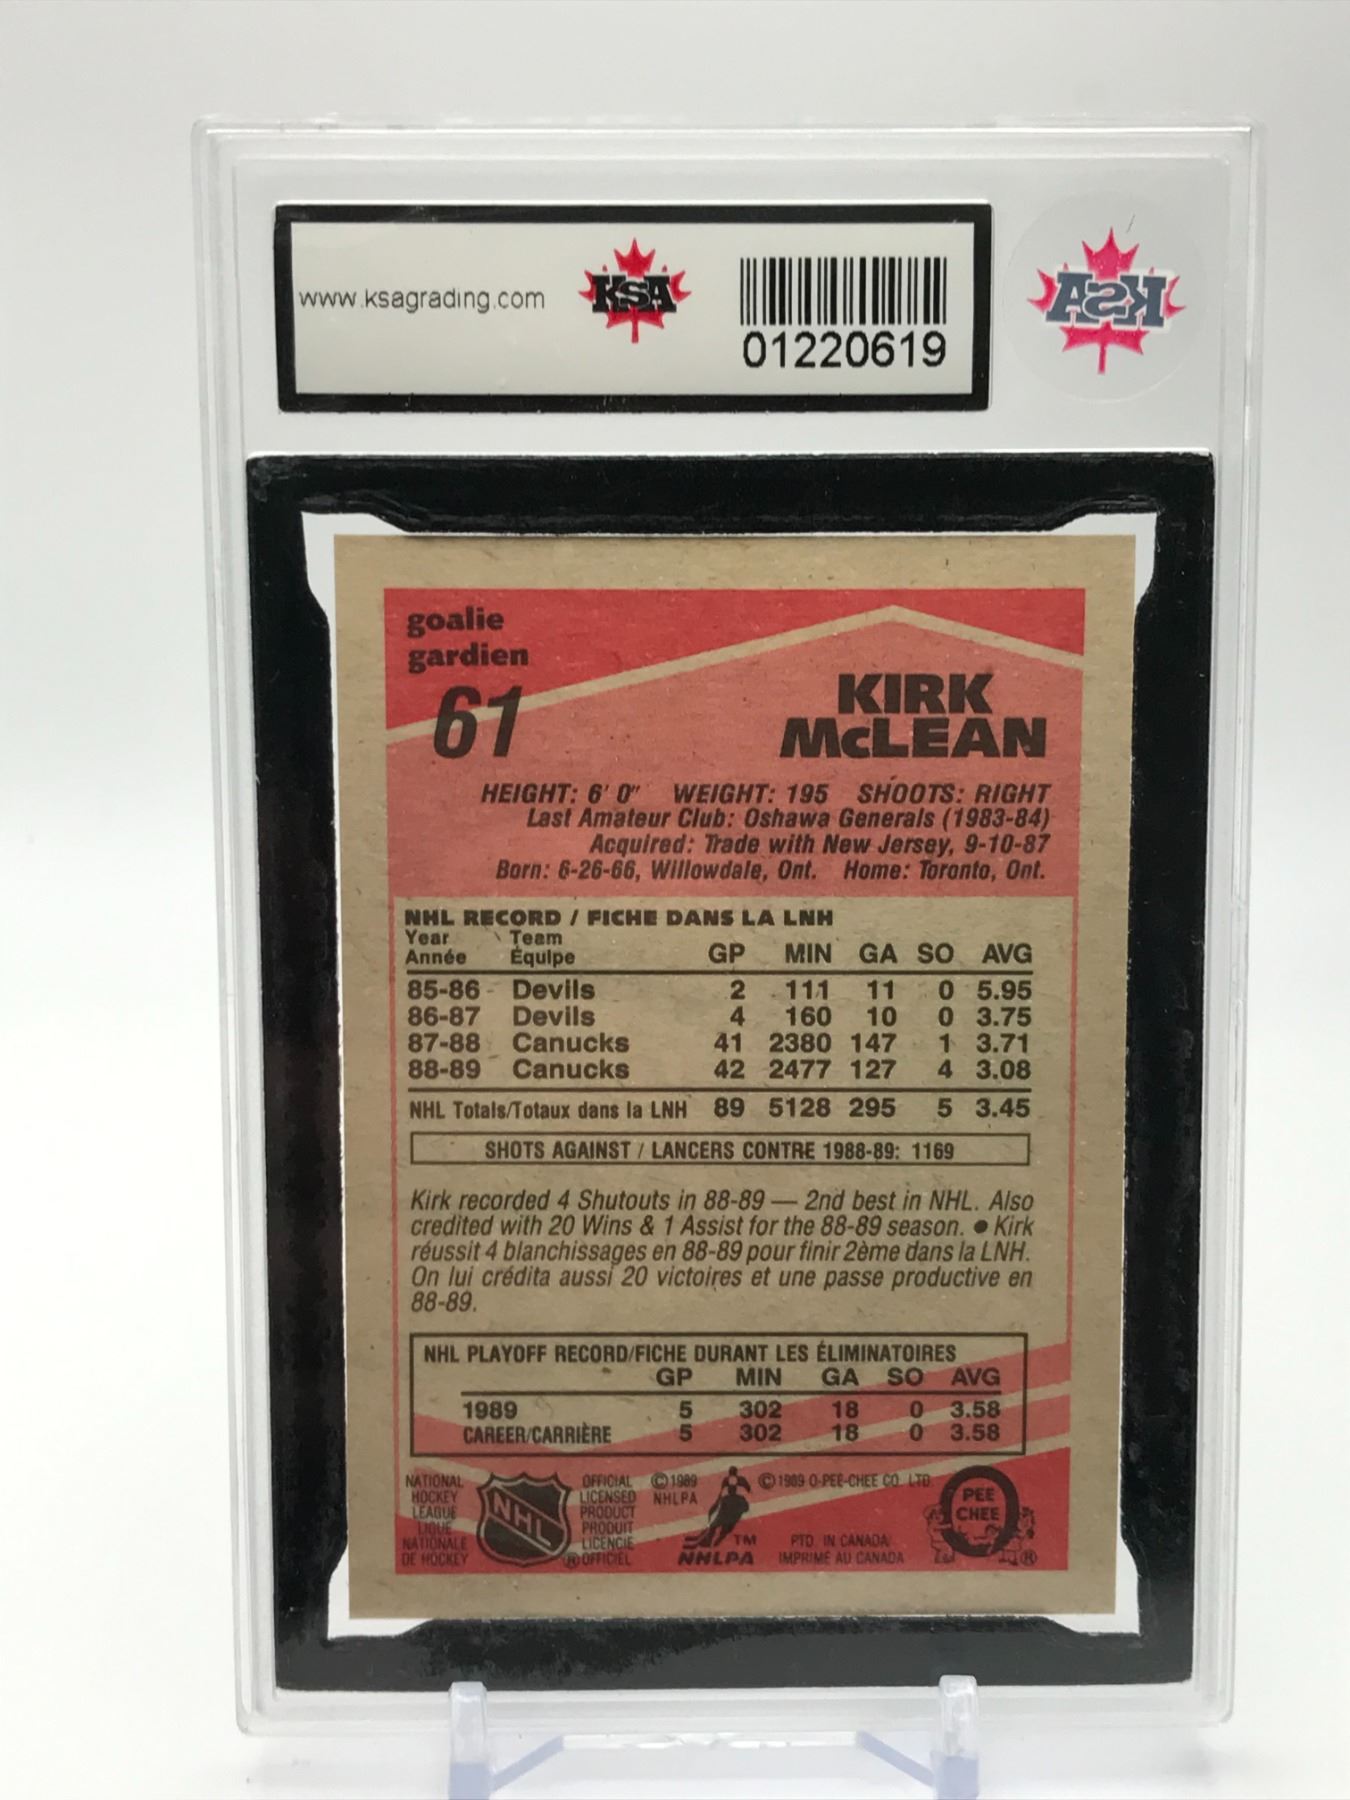 www.ksagrading.com
KSA
01220619
KSA
goalie
gardien
61
KIRK
McLEAN
HEIGHT: 6' 0" WEIGHT: 195 SHOOTS: RIGHT
Last Amateur Club: Oshawa Generals (1983-84)
Acquired: Trade with New Jersey, 9-10-87
Born: 6-26-66, Willowdale, Ont. Home: Toronto, Ont.
NHL RECORD / FICHE DANS LA LNH
Year Team
Année Équipe GP MIN GA SO AVG
85-86 Devils 2 111 11 0 5.95
86-87 Devils 4 160 10 0 3.75
87-88 Canucks 41 2380 147 1 3.71
88-89 Canucks 42 2477 127 4 3.08
NHL Totals/Totaux dans la LNH 89 5128 295 5 3.45
SHOTS AGAINST / LANCERS CONTRE 1988-89: 1169
Kirk recorded 4 Shutouts in 88-89 — 2nd best in NHL. Also
credited with 20 Wins & 1 Assist for the 88-89 season. ● Kirk
réussit 4 blanchissages en 88-89 pour finir 2ème dans la LNH.
On lui crédita aussi 20 victoires et une passe productive en
88-89.
NHL PLAYOFF RECORD/FICHE DURANT LES ÉLIMINATOIRES
GP MIN GA SO AVG
1989 5 302 18 0 3.58
CAREER/CARRIÈRE 5 302 18 0 3.58
NATIONAL
HOCKEY
LEAGUE
LIGUE
NATIONALE
DE HOCKEY
NHL
OFFICIAL
LICENSED
PRODUCT
PRODUIT
LICENCIE
® OFFICIEL
© 1989
NHLPA
TM
NHLPA
© 1989 O-PEE-CHEE CO. LTD.
PTD. IN CANADA/
IMPRIMÉ AU CANADA
O
PEE
CHEE
®